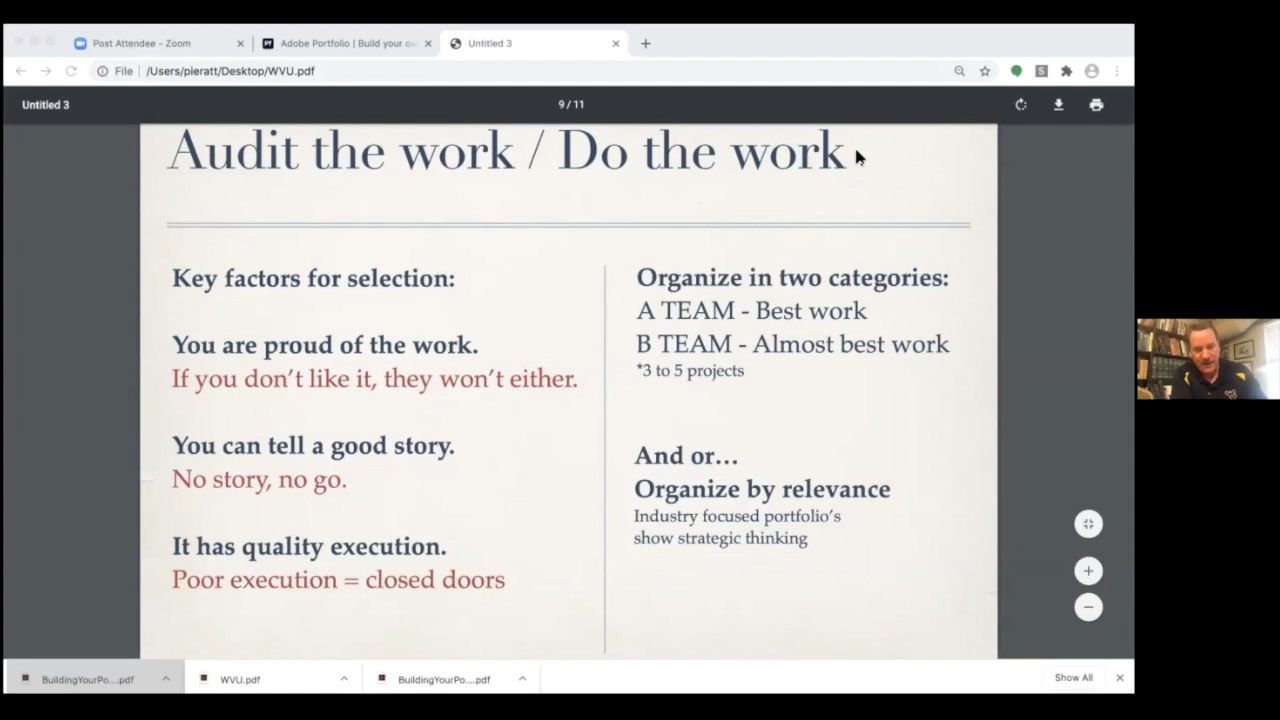 Post Attendee - Zoom
Adobe Portfolio | Build your ow
Untitled 3
File
/Users/pieratt/Desktop/WVU.pdf
S
Untitled 3
9 / 11
Audit the work / Do the work
Key factors for selection:
You are proud of the work.
If you don't like it, they won't either.
You can tell a good story.
No story, no go.
It has quality execution.
Poor execution = closed doors
Organize in two categories:
A TEAM - Best work
B TEAM - Almost best work
*3 to 5 projects
And or…
Organize by relevance
Industry focused portfolio's
show strategic thinking
BuildingYourPo....pdf
WVU.pdf
BuildingYourPo....pdf
Show All